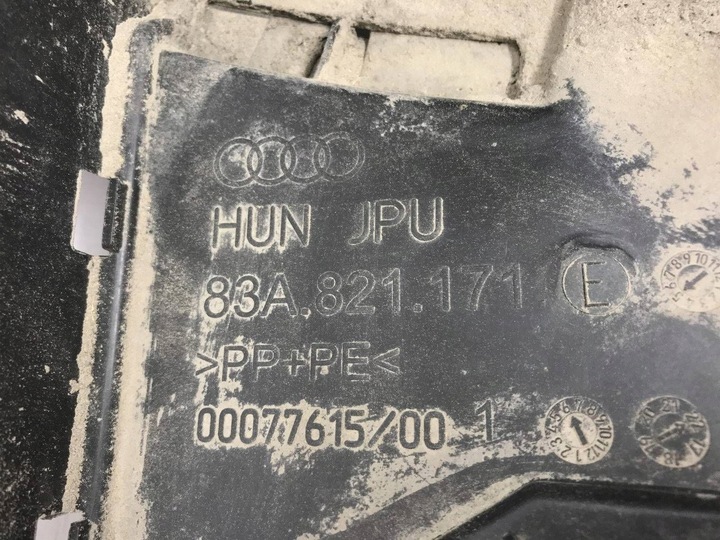 HUN JPU
83A.821.171 E
>PP+PE<
00077615/00 1